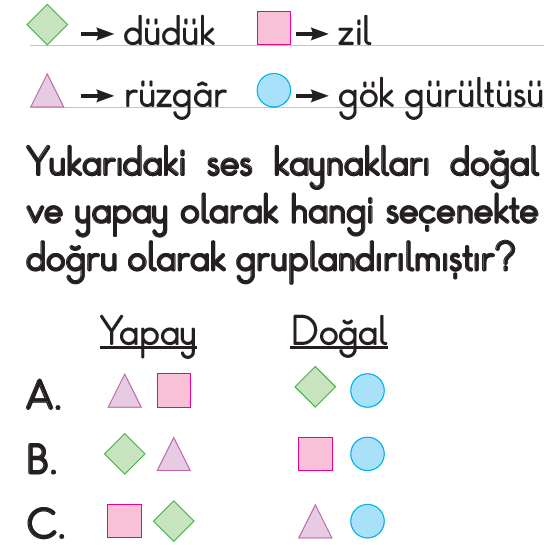 düdük zil
rüzgâr gök gürültüsü
Yukarıdaki ses kaynakları doğal
ve yapay olarak hangi seçenekte
doğru olarak gruplandırılmıştır?
Yapay Doğal
A.
B.
C.